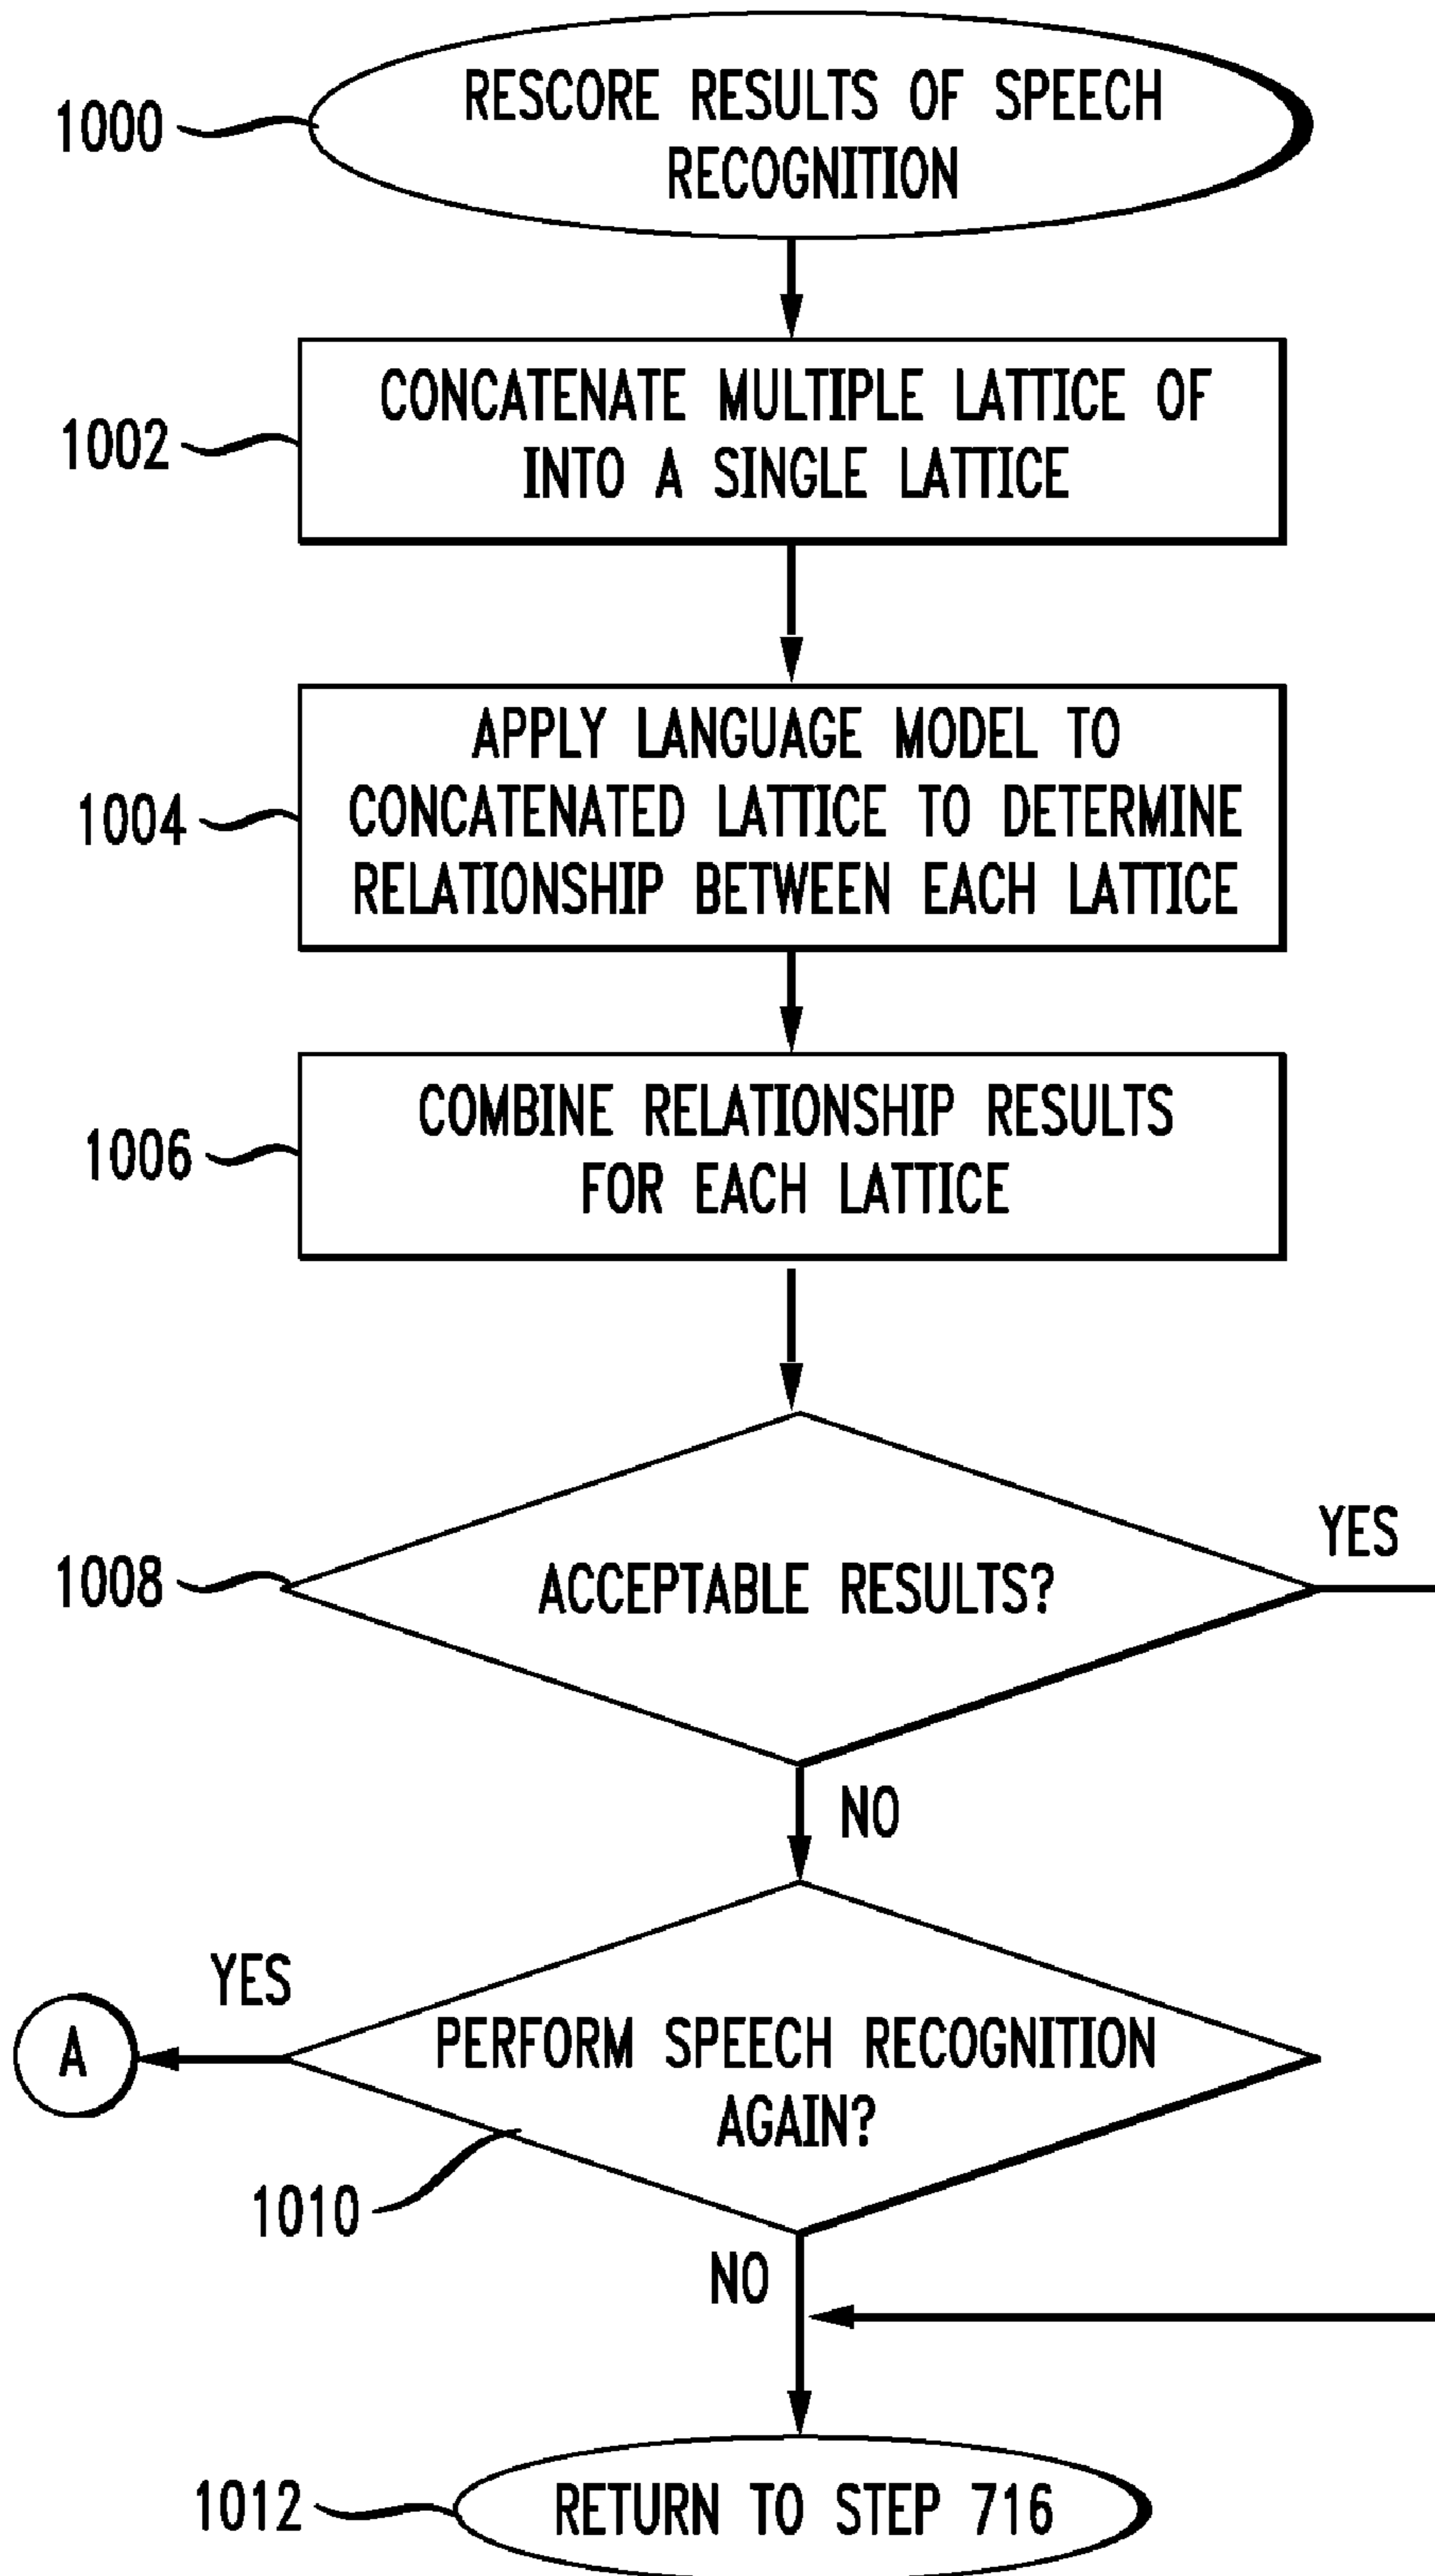 1000
RESCORE RESULTS OF SPEECH
RECOGNITION
1002
CONCATENATE MULTIPLE LATTICE OF
INTO A SINGLE LATTICE
1004
APPLY LANGUAGE MODEL TO
CONCATENATED LATTICE TO DETERMINE
RELATIONSHIP BETWEEN EACH LATTICE
1006
COMBINE RELATIONSHIP RESULTS
FOR EACH LATTICE
1008
ACCEPTABLE RESULTS?
YES
NO
YES
A
PERFORM SPEECH RECOGNITION
AGAIN?
1010
NO
1012
RETURN TO STEP 716